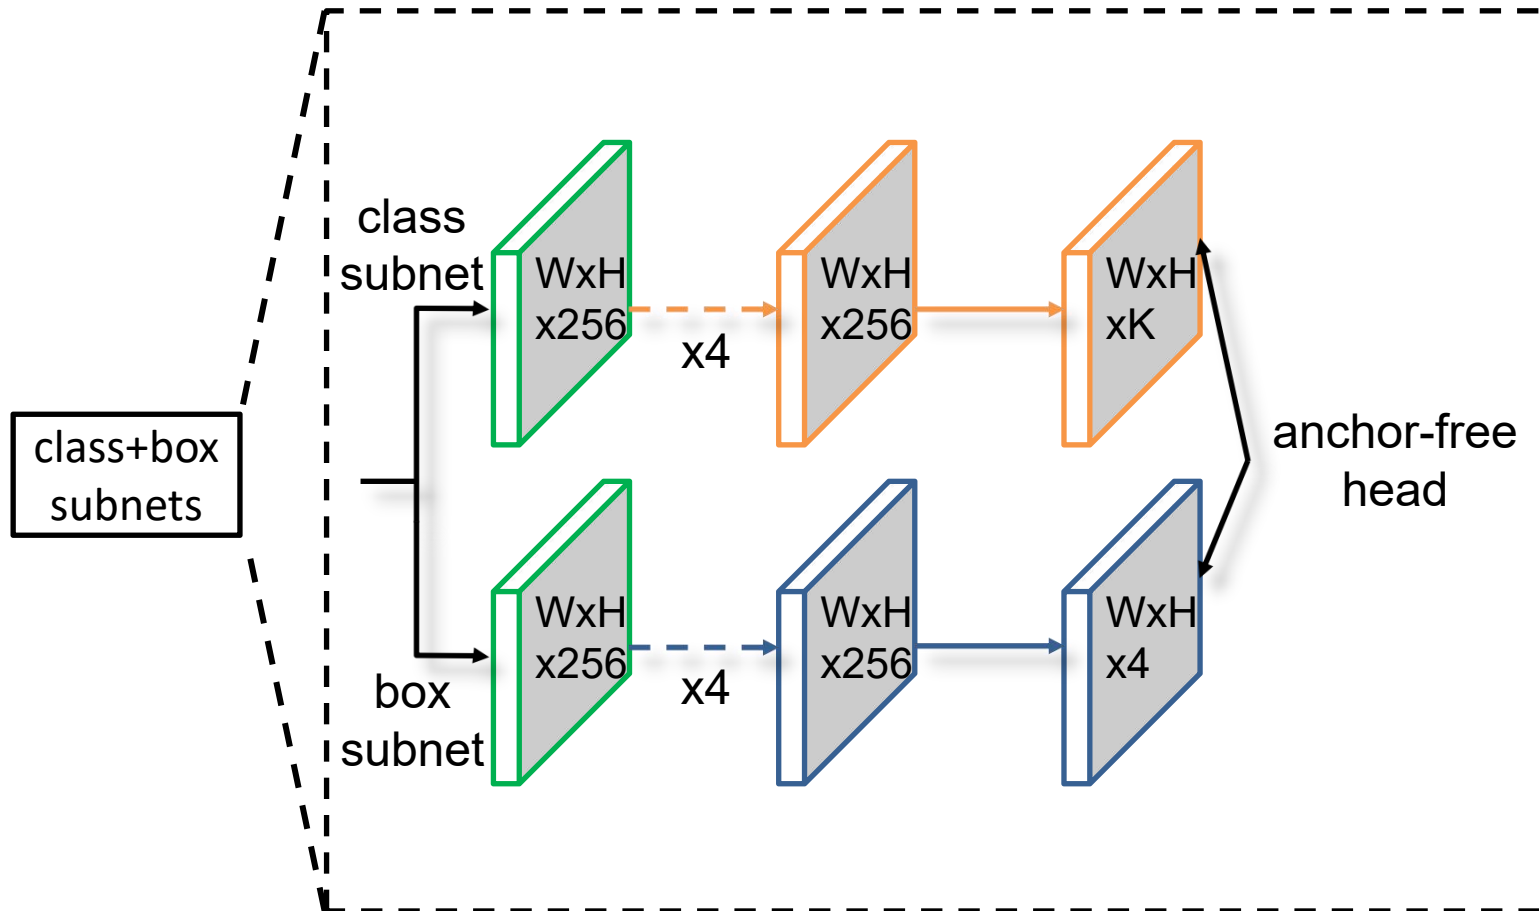 class+box
subnets
class
subnet
WxH
x256
x4
WxH
x256
WxH
xK
anchor-free
head
box
subnet
WxH
x256
x4
WxH
x256
WxH
x4